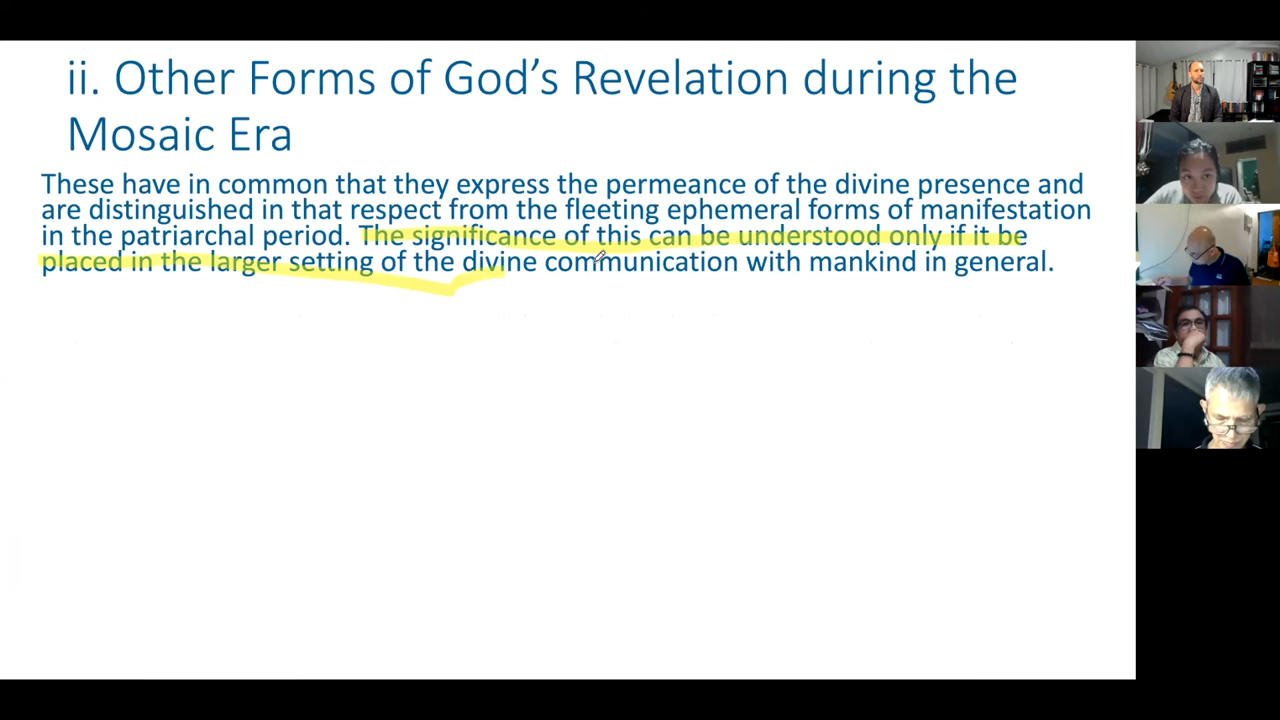 ii. Other Forms of God’s Revelation during the
Mosaic Era
These have in common that they express the permeance of the divine presence and
are distinguished in that respect from the fleeting ephemeral forms of manifestation
in the patriarchal period. The significance of this can be understood only if it be
placed in the larger setting of the divine communication with mankind in general.